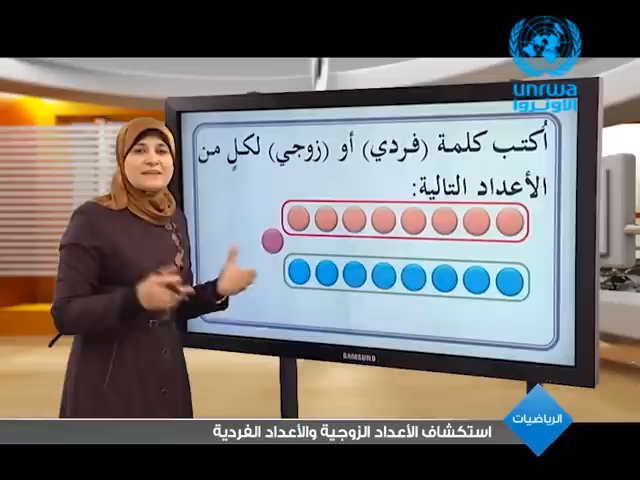 unrwa
الأونروا
أُكتب كلمة (فردي) أو (زوجي) لكلٍ من
الأعداد التالية:
SAMSUNG
الرياضيات
استكشاف الأعداد الزوجية والأعداد الفردية